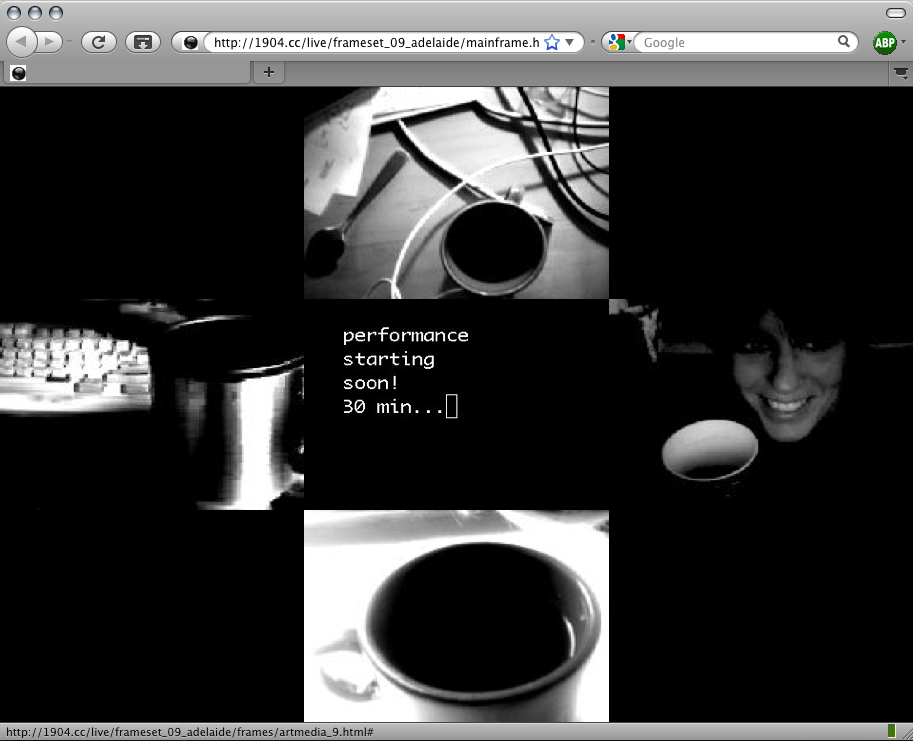 http://1904.cc/live/frameset_09_adelaide/mainframe.h
Google
ABP
performance
starting
soon!
30 min...
http://1904.cc/live/frameset_09_adelaide/frames/artmedia_9.html#